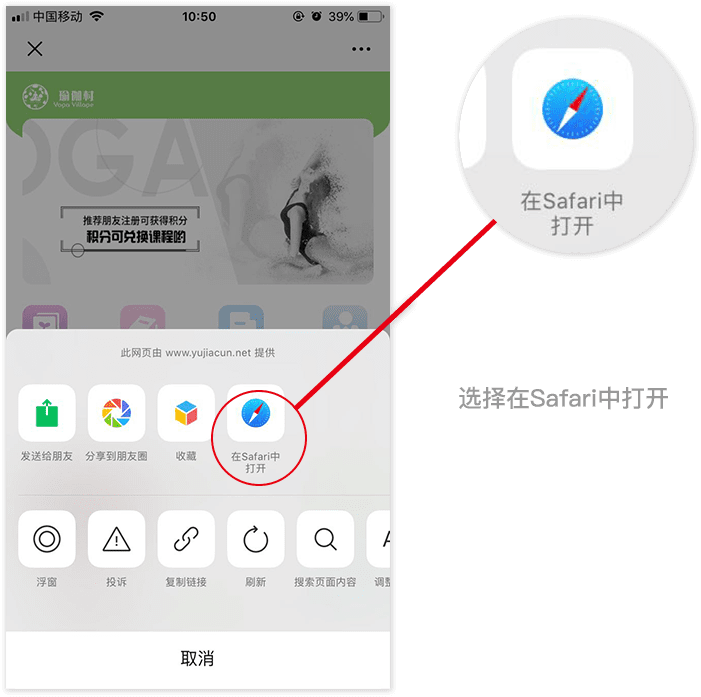 中国移动
10:50
39%
瑜伽村
Yoga Village
OGA
推荐朋友注册可获得积分
积分可兑换课程哟
此网页由 www.yujiacun.net 提供
发送给朋友
分享到朋友圈
收藏
在Safari中
打开
浮窗
投诉
复制链接
刷新
搜索页面内容
调整
取消
在Safari中
打开
选择在Safari中打开